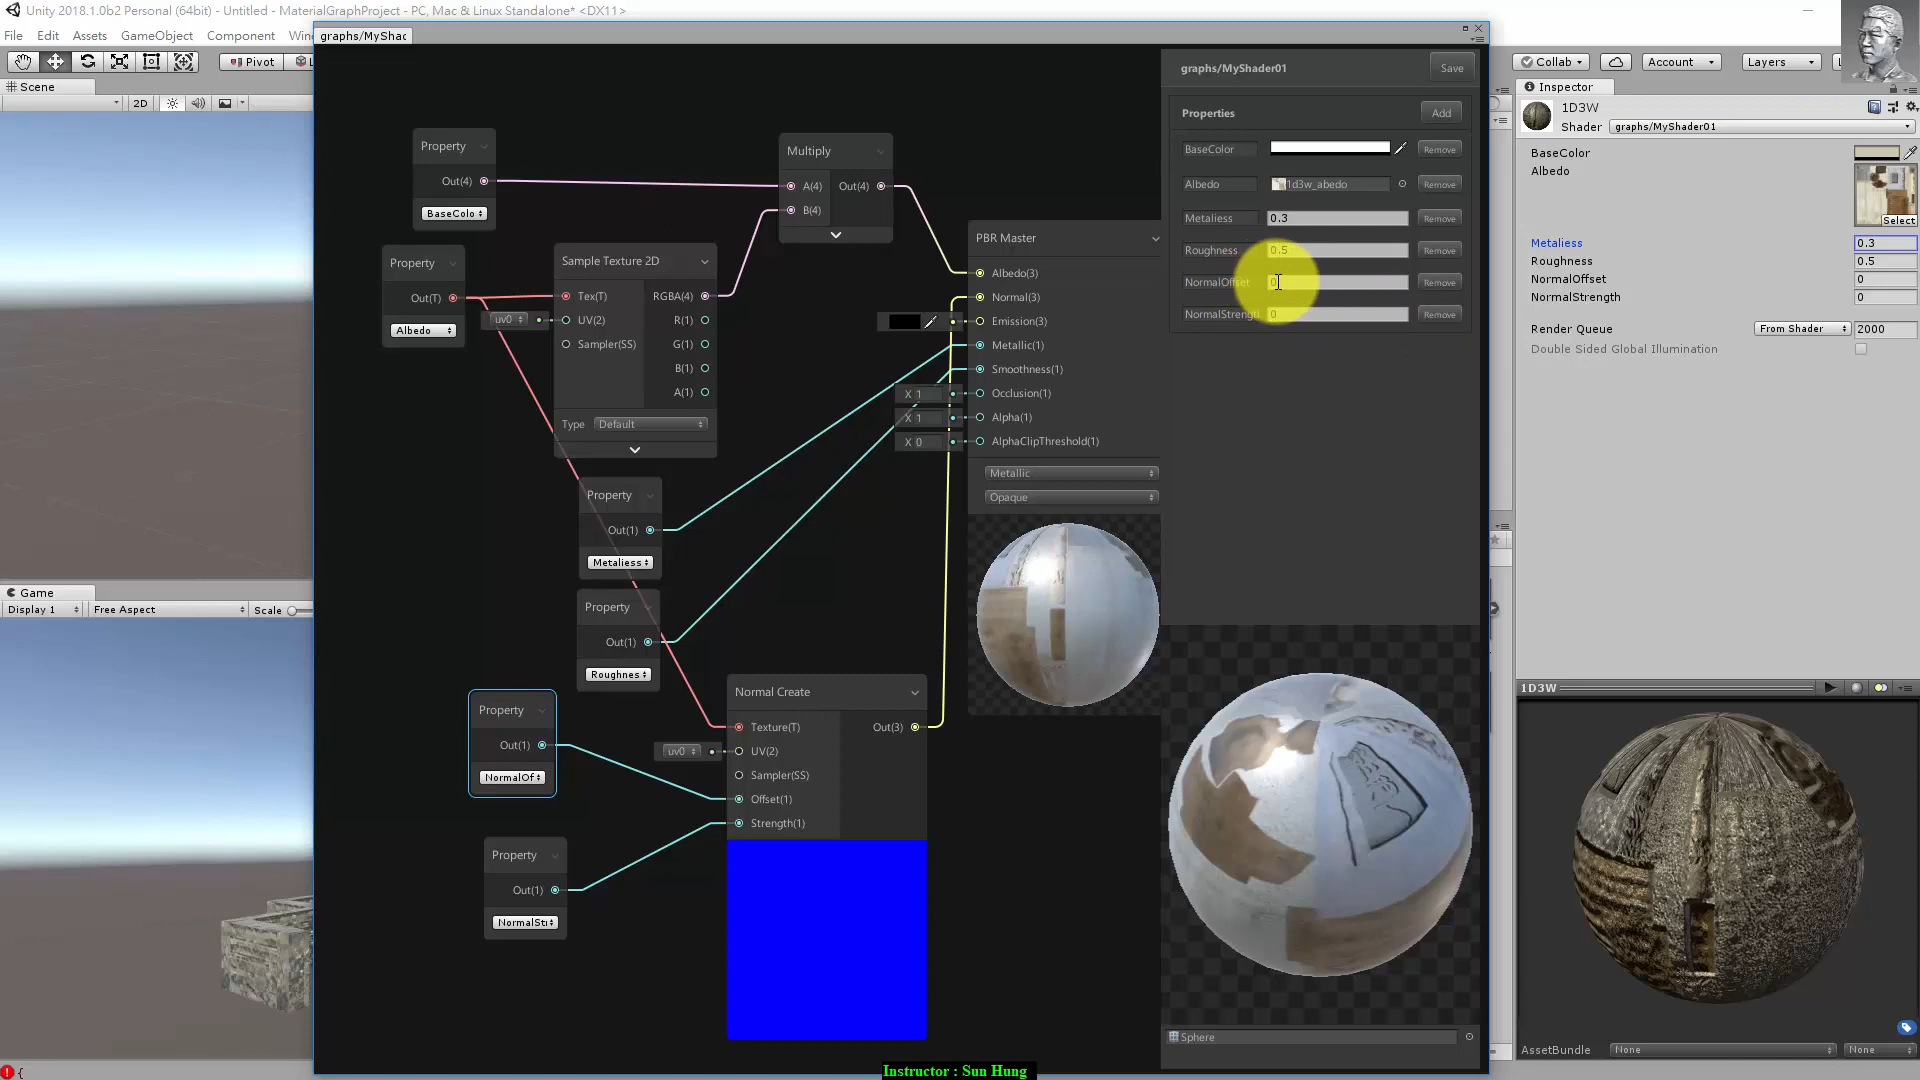 Unity 2018.1.0b2 Personal (64bit) - Untitled - MaterialGraphProject - PC, Mac & Linux Standalone* <DX11>
File Edit Assets GameObject Component Win
graphs/MyShac
Pivot
Collab
Account
Layers
Scene
2D
Inspector
1D3W
Shader graphs/MyShader01
BaseColor
Albedo
Select
Metaliess 0.3
Roughness 0.5
NormalOffset 0
NormalStrength 0
Render Queue From Shader 2000
Double Sided Global Illumination
graphs/MyShader01 Save
Properties Add
BaseColor Remove
Albedo 1d3w_abedo Remove
Metaliess 0.3 Remove
Roughness 0.5 Remove
NormalOffset 0 Remove
NormalStrengtl 0 Remove
Property
Out(4)
BaseColo
Multiply
A(4) Out(4)
B(4)
Property
Out(T)
Albedo
Sample Texture 2D
Tex(T) RGBA(4)
uv0 UV(2) R(1)
Sampler(SS) G(1)
B(1)
A(1)
Type Default
PBR Master
Albedo(3)
Normal(3)
Emission(3)
Metallic(1)
Smoothness(1)
X 1 Occlusion(1)
X 1 Alpha(1)
X 0 AlphaClipThreshold(1)
Metallic
Opaque
Property
Out(1)
Metaliess
Property
Out(1)
Roughnes
Property
Out(1)
NormalOf
Property
Out(1)
NormalStr
Normal Create
Texture(T) Out(3)
uv0 UV(2)
Sampler(SS)
Offset(1)
Strength(1)
Game
Display 1 Free Aspect Scale
1D3W
Sphere
AssetBundle None None
Instructor : Sun Hung
{